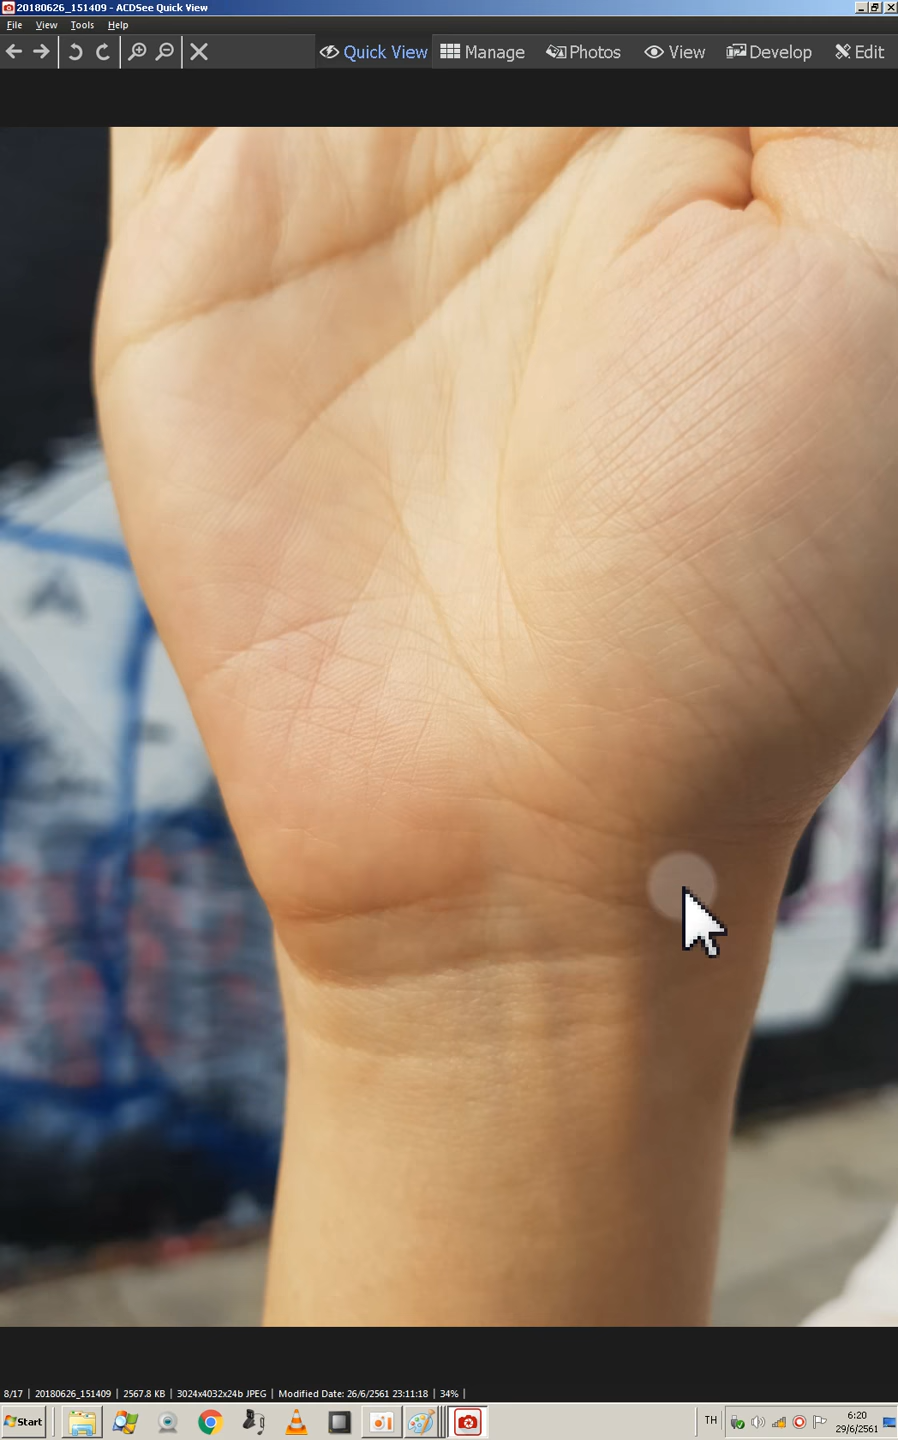 20180626_151409 - ACDSee Quick View
File View Tools Help
Quick View Manage Photos View Develop Edit
A
8/17 | 20180626_151409 | 2567.8 KB | 3024x4032x24b JPEG | Modified Date: 26/6/2561 23:11:18 | 34% |
Start TH 6:20
29/6/2561